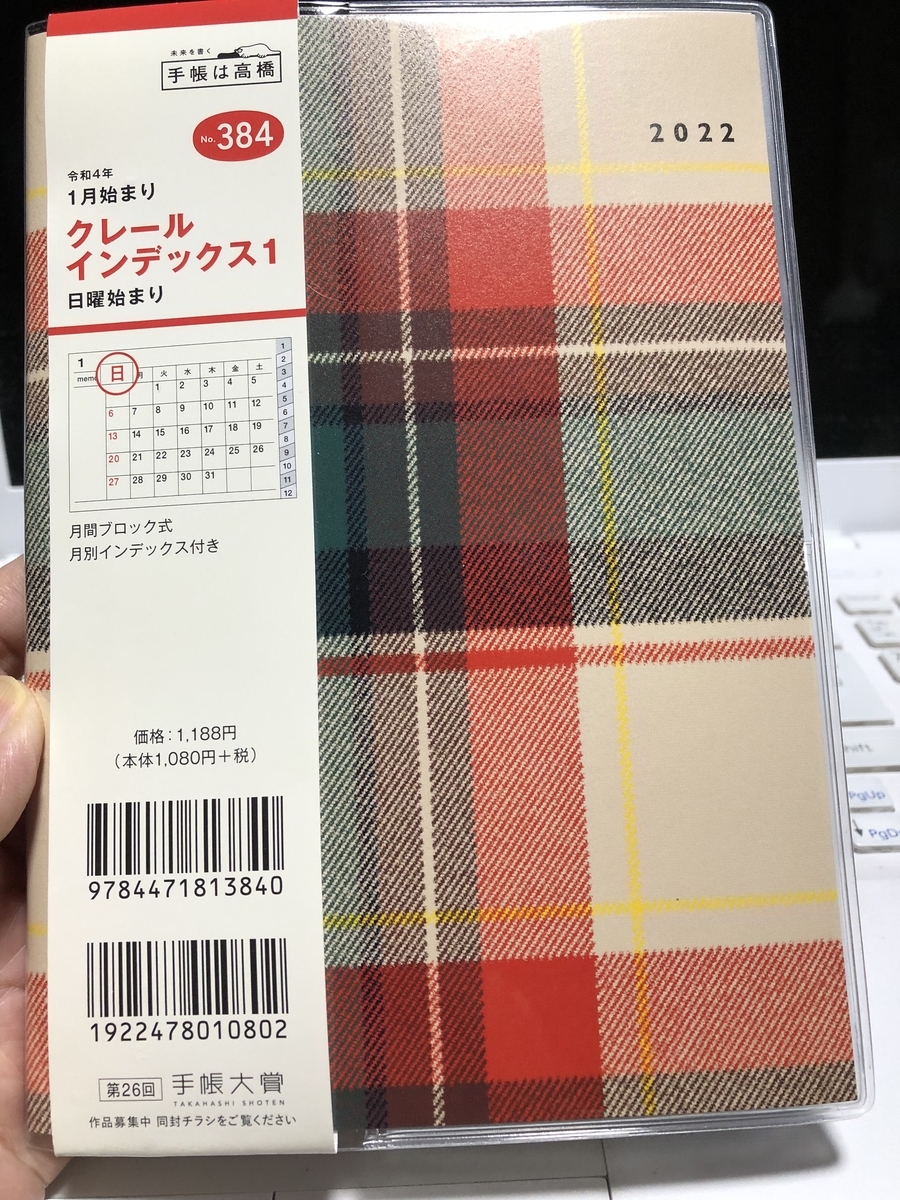 未来を書く
手帳は高橋
No.384
令和4年
1月始まり
クレール
インデックス1
日曜始まり
1
memo 日 月 火 水 木 金 土
1 2 3 4 5
6 7 8 9 10 11 12
13 14 15 16 17 18 19
20 21 22 23 24 25 26
27 28 29 30 31
1
2
3
4
5
6
7
8
9
10
11
12
月間ブロック式
月別インデックス付き
価格：1,188円
（本体1,080円＋税）
9784471813840
1922478010802
第26回 手帳大賞
TAKAHASHI SHOTEN
作品募集中 同封チラシをご覧ください
2022
PgUp